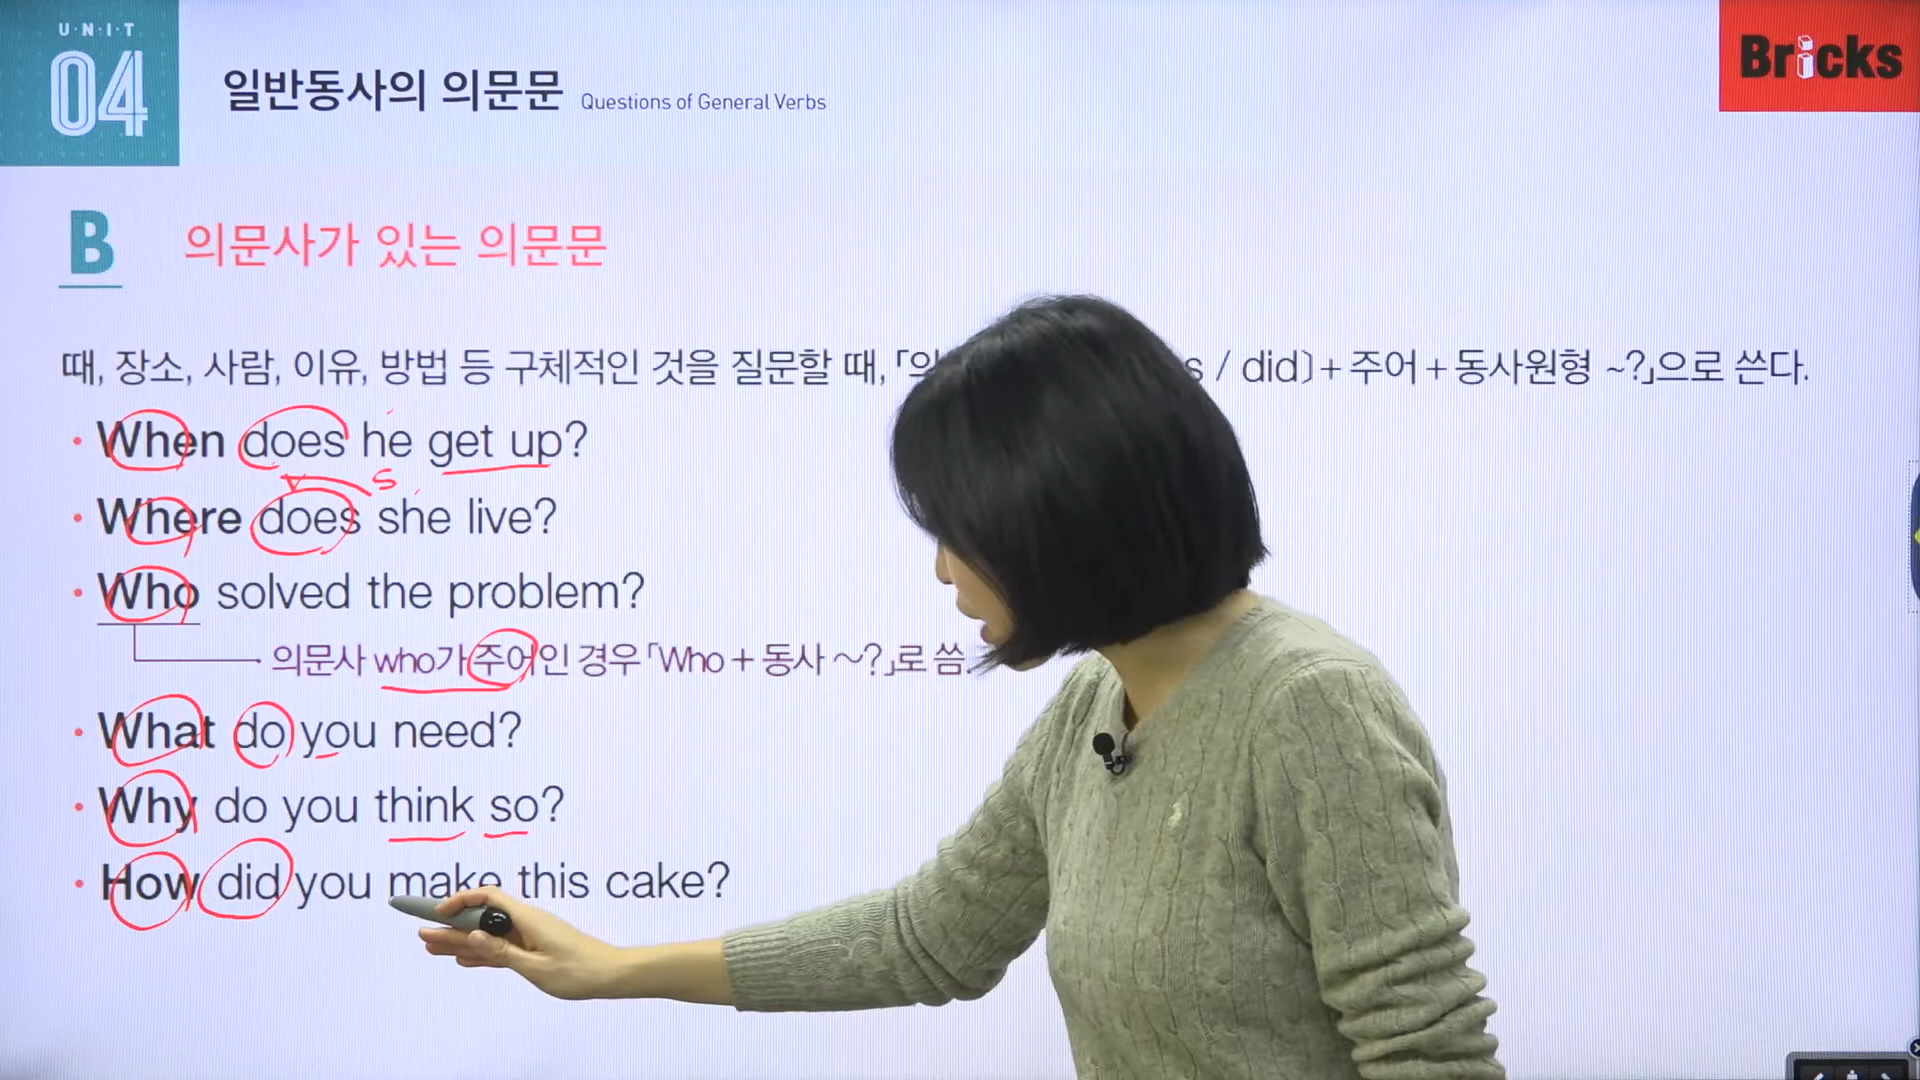 U·N·I·T
04
일반동사의 의문문 Questions of General Verbs
Bricks
B 의문사가 있는 의문문
때, 장소, 사람, 이유, 방법 등 구체적인 것을 질문할 때, 「 s / did〕+ 주어 + 동사원형 ~?」으로 쓴다.
• When does he get up?
s
• Where does she live?
• Who solved the problem?
의문사 who가 주어인 경우 「Who + 동사 ~?」로 씀.
• What do you need?
• Why do you think so?
• How did you make this cake?